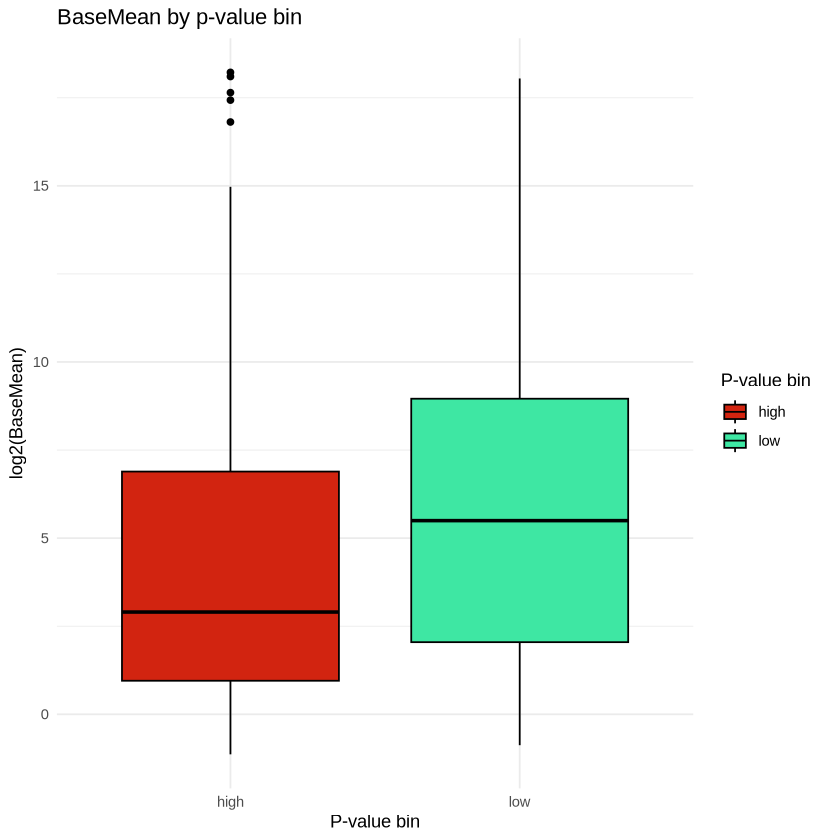 BaseMean by p-value bin
log2(BaseMean)
15
10
5
0
high
low
P-value bin
P-value bin
high
low